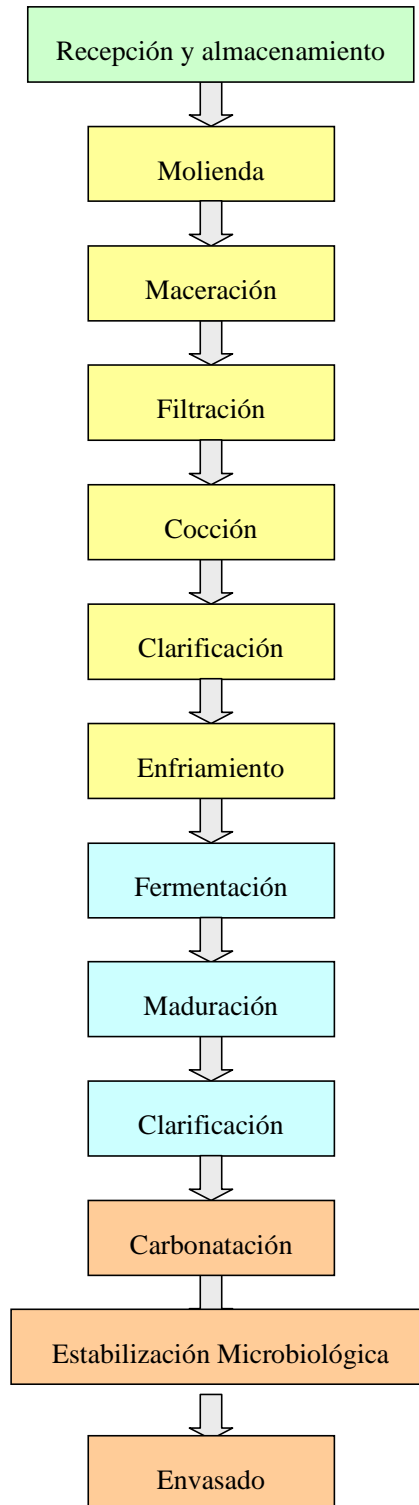 Recepción y almacenamiento
Molienda
Maceración
Filtración
Cocción
Clarificación
Enfriamiento
Fermentación
Maduración
Clarificación
Carbonatación
Estabilización Microbiológica
Envasado